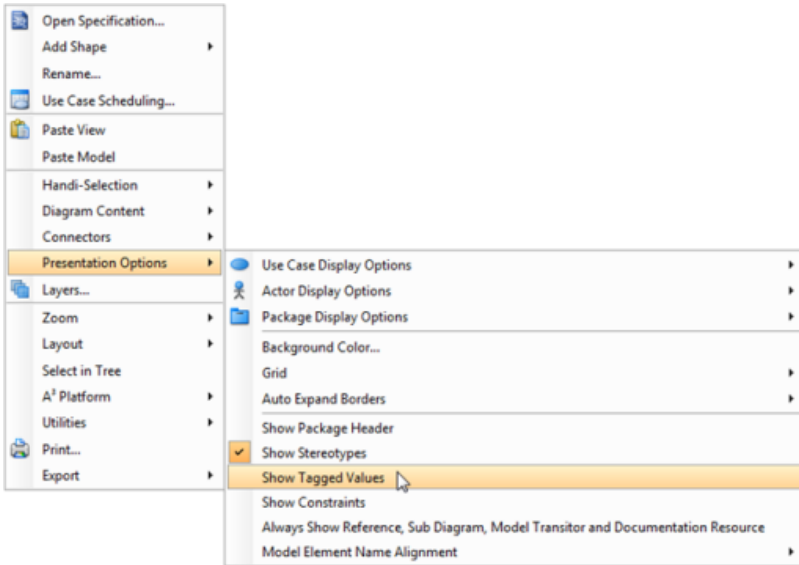 Open Specification...
Add Shape
Rename...
Use Case Scheduling...
Paste View
Paste Model
Handi-Selection
Diagram Content
Connectors
Presentation Options
Layers...
Zoom
Layout
Select in Tree
A³ Platform
Utilities
Print...
Export
Use Case Display Options
Actor Display Options
Package Display Options
Background Color...
Grid
Auto Expand Borders
Show Package Header
Show Stereotypes
Show Tagged Values
Show Constraints
Always Show Reference, Sub Diagram, Model Transitor and Documentation Resource
Model Element Name Alignment